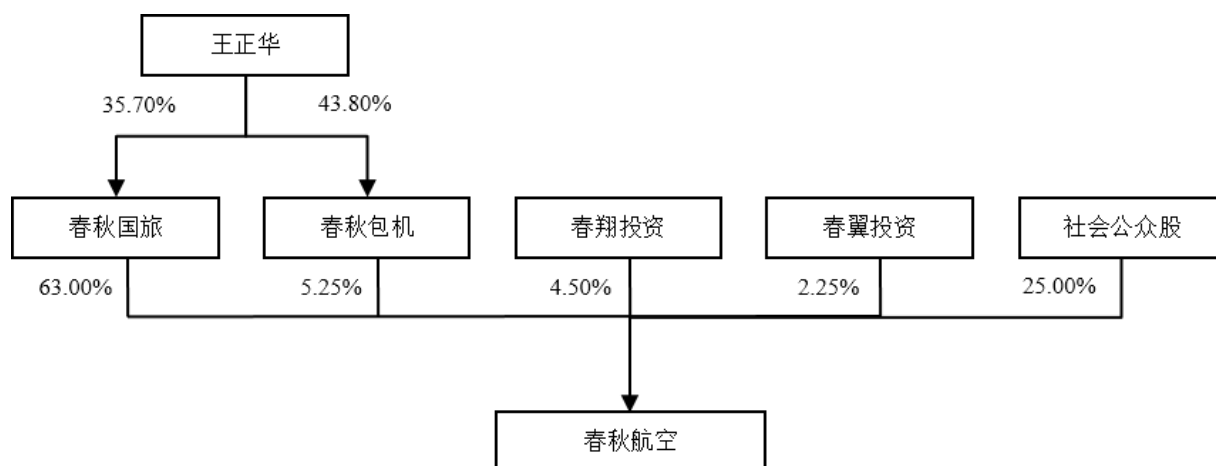 王正华
35.70%
43.80%
春秋国旅
春秋包机
春翔投资
春翼投资
社会公众股
63.00%
5.25%
4.50%
2.25%
25.00%
春秋航空